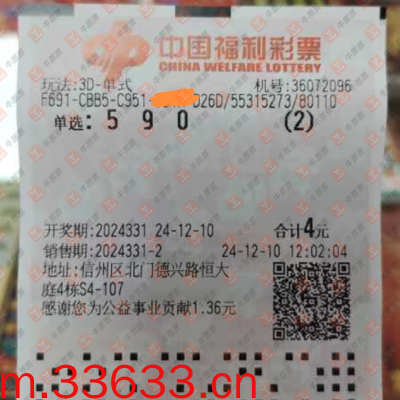 中国福利彩票
CHINA WELFARE LOTTERY
玩法:3D-单式 机号:36072096
F691-CBB5-C951- D26D/55315273/80110
单选: 5 9 0 (2)
开奖期:2024331 24-12-10 合计4元
销售期:2024331-2 24-12-10 12:02:04
地址:信州区北门德兴路恒大
庭4栋S4-107
感谢您为公益事业贡献1.36元
m.33633.cn